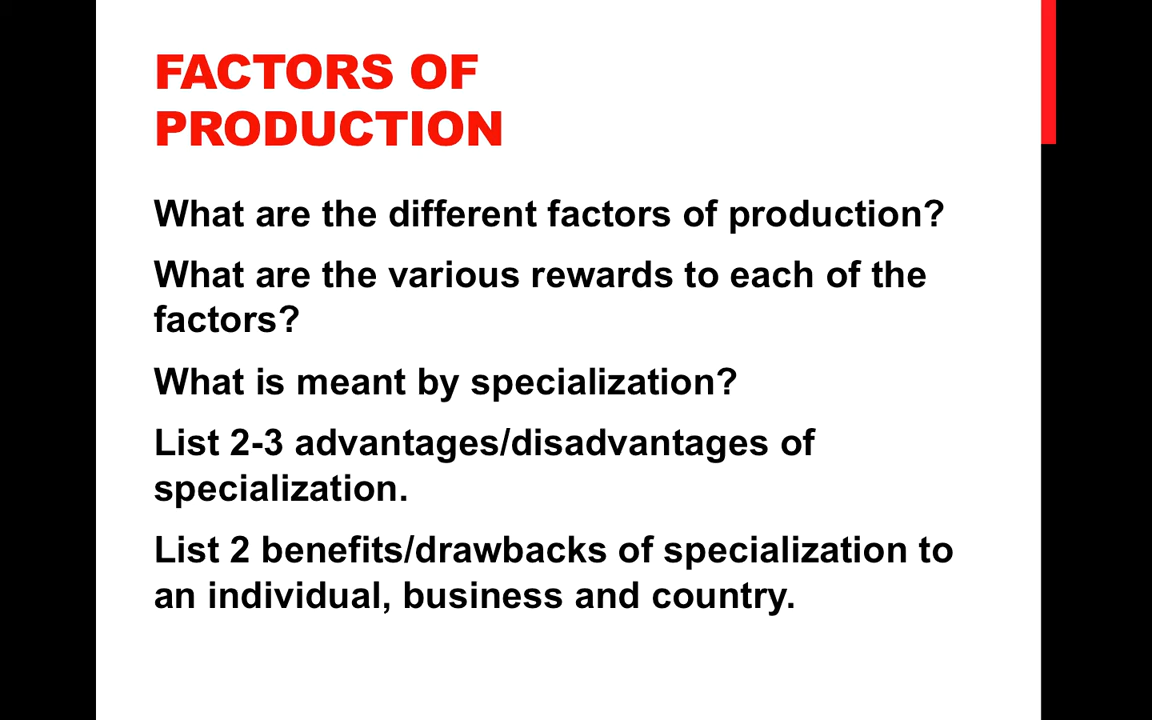 FACTORS OF
PRODUCTION
What are the different factors of production?
What are the various rewards to each of the
factors?
What is meant by specialization?
List 2-3 advantages/disadvantages of
specialization.
List 2 benefits/drawbacks of specialization to
an individual, business and country.